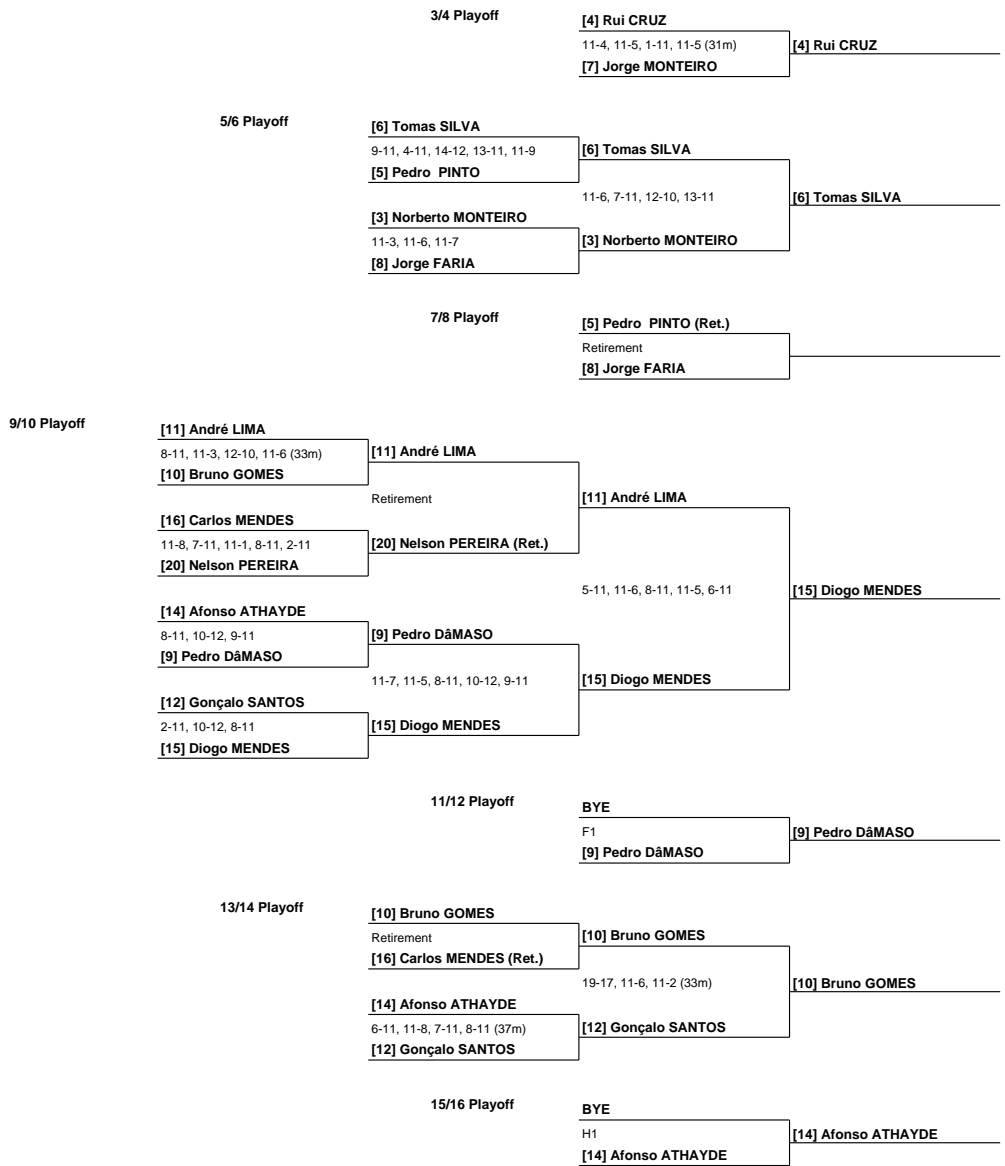 3/4 Playoff
[4] Rui CRUZ
11-4, 11-5, 1-11, 11-5 (31m)
[4] Rui CRUZ
[7] Jorge MONTEIRO
5/6 Playoff
[6] Tomas SILVA
9-11, 4-11, 14-12, 13-11, 11-9
[6] Tomas SILVA
[5] Pedro  PINTO
11-6, 7-11, 12-10, 13-11
[6] Tomas SILVA
[3] Norberto MONTEIRO
11-3, 11-6, 11-7
[3] Norberto MONTEIRO
[8] Jorge FARIA
7/8 Playoff
[5] Pedro  PINTO (Ret.)
Retirement
[8] Jorge FARIA
9/10 Playoff
[11] André LIMA
8-11, 11-3, 12-10, 11-6 (33m)
[11] André LIMA
[10] Bruno GOMES
Retirement
[11] André LIMA
[16] Carlos MENDES
11-8, 7-11, 11-1, 8-11, 2-11
[20] Nelson PEREIRA (Ret.)
[20] Nelson PEREIRA
5-11, 11-6, 8-11, 11-5, 6-11
[15] Diogo MENDES
[14] Afonso ATHAYDE
8-11, 10-12, 9-11
[9] Pedro DâMASO
[9] Pedro DâMASO
11-7, 11-5, 8-11, 10-12, 9-11
[15] Diogo MENDES
[12] Gonçalo SANTOS
2-11, 10-12, 8-11
[15] Diogo MENDES
[15] Diogo MENDES
11/12 Playoff
BYE
F1
[9] Pedro DâMASO
[9] Pedro DâMASO
13/14 Playoff
[10] Bruno GOMES
Retirement
[10] Bruno GOMES
[16] Carlos MENDES (Ret.)
19-17, 11-6, 11-2 (33m)
[10] Bruno GOMES
[14] Afonso ATHAYDE
6-11, 11-8, 7-11, 8-11 (37m)
[12] Gonçalo SANTOS
[12] Gonçalo SANTOS
15/16 Playoff
BYE
H1
[14] Afonso ATHAYDE
[14] Afonso ATHAYDE